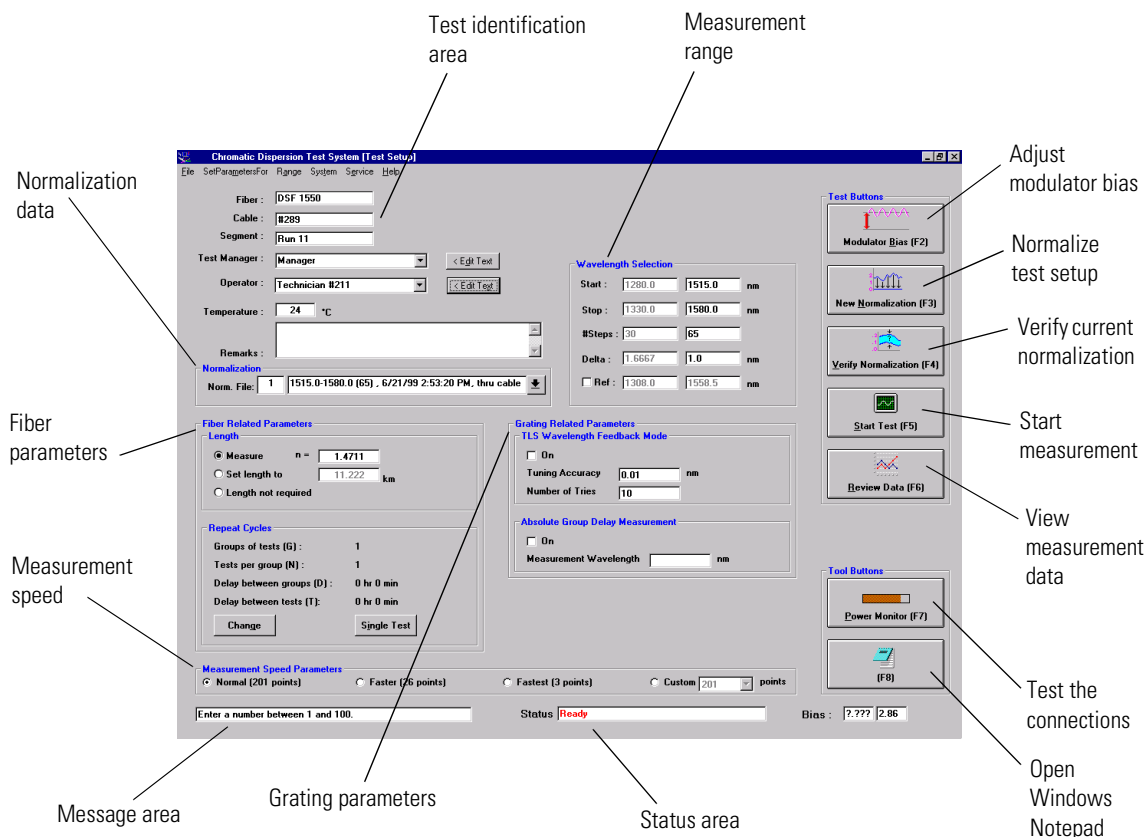 Test identification
area
Measurement
range
Normalization
data
Fiber
parameters
Measurement
speed
Message area
Grating parameters
Status area
Adjust
modulator bias
Normalize
test setup
Verify current
normalization
Start
measurement
View
measurement
data
Test the
connections
Open
Windows
Notepad
Chromatic Dispersion Test System [Test Setup]
File SetParametersFor Range System Service Help
Fiber : DSF 1550
Cable : #289
Segment : Run 11
Test Manager : Manager < Edit Text
Operator : Technician #211 < Edit Text
Temperature : 24 °C
Remarks :
Normalization
Norm. File: 1 1515.0-1580.0 (65) , 6/21/99 2:53:20 PM, thru cable
Wavelength Selection
Start : 1280.0 1515.0 nm
Stop : 1330.0 1580.0 nm
#Steps : 30 65
Delta : 1.6667 1.0 nm
Ref : 1308.0 1558.5 nm
Fiber Related Parameters
Length
Measure n = 1.4711
Set length to 11.222 km
Length not required
Repeat Cycles
Groups of tests (G) : 1
Tests per group (N) : 1
Delay between groups (D) : 0 hr 0 min
Delay between tests (T): 0 hr 0 min
Change Single Test
Grating Related Parameters
TLS Wavelength Feedback Mode
On
Tuning Accuracy 0.01 nm
Number of Tries 10
Absolute Group Delay Measurement
On
Measurement Wavelength nm
Measurement Speed Parameters
Normal (201 points) Faster (26 points) Fastest (3 points) Custom 201 points
Enter a number between 1 and 100. Status Ready Bias : ?.??? 2.86
Test Buttons
Modulator Bias (F2)
New Normalization (F3)
Verify Normalization (F4)
Start Test (F5)
Review Data (F6)
Tool Buttons
Power Monitor (F7)
(F8)